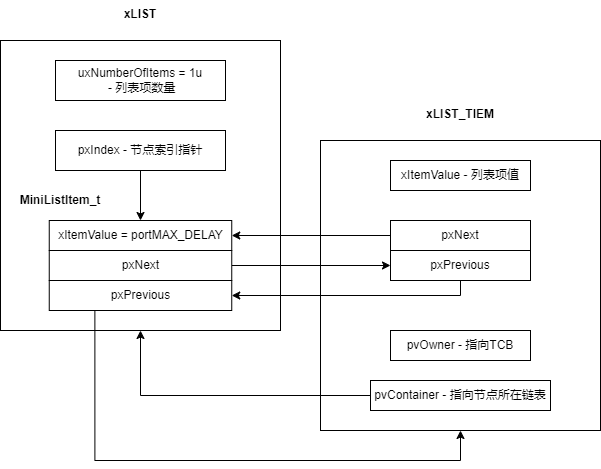 xLIST
uxNumberOfItems = 1u
- 列表项数量
pxIndex - 节点索引指针
MiniListItem_t
xItemValue = portMAX_DELAY
pxNext
pxPrevious
xLIST_TIEM
xItemValue - 列表项值
pxNext
pxPrevious
pvOwner - 指向TCB
pvContainer - 指向节点所在链表